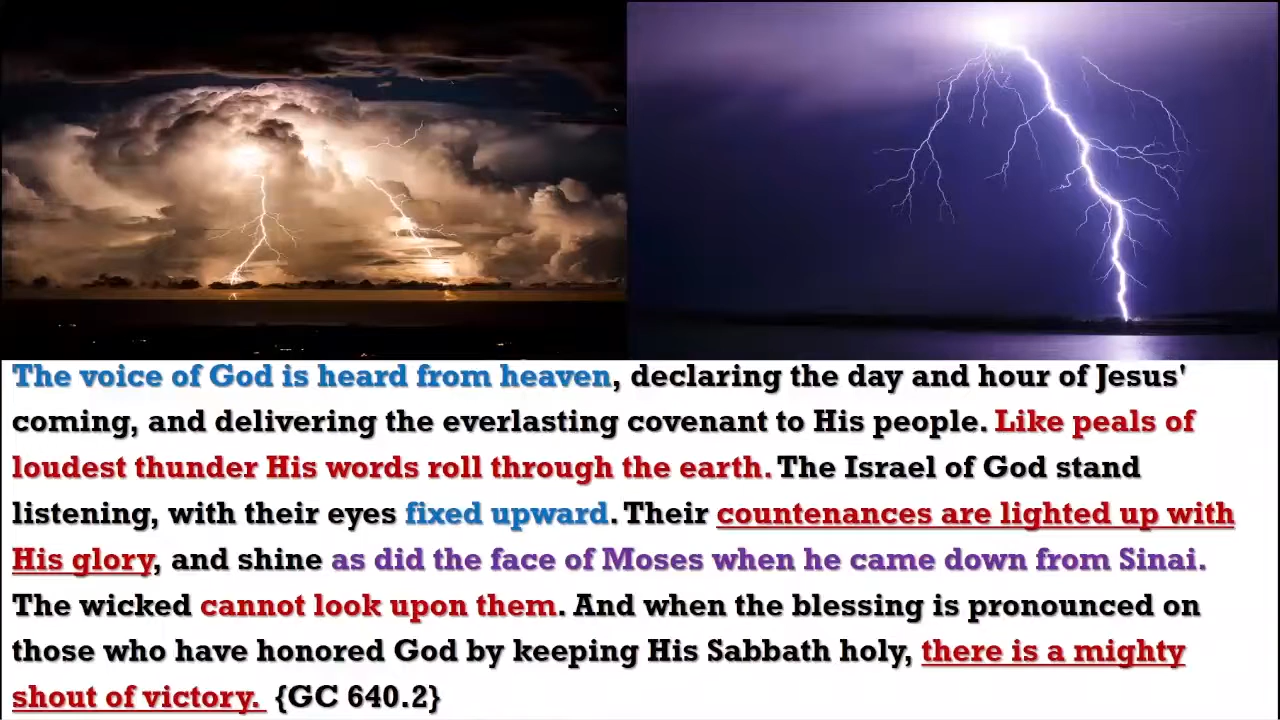 The voice of God is heard from heaven, declaring the day and hour of Jesus'
coming, and delivering the everlasting covenant to His people. Like peals of
loudest thunder His words roll through the earth. The Israel of God stand
listening, with their eyes fixed upward. Their countenances are lighted up with
His glory, and shine as did the face of Moses when he came down from Sinai.
The wicked cannot look upon them. And when the blessing is pronounced on
those who have honored God by keeping His Sabbath holy, there is a mighty
shout of victory. {GC 640.2}